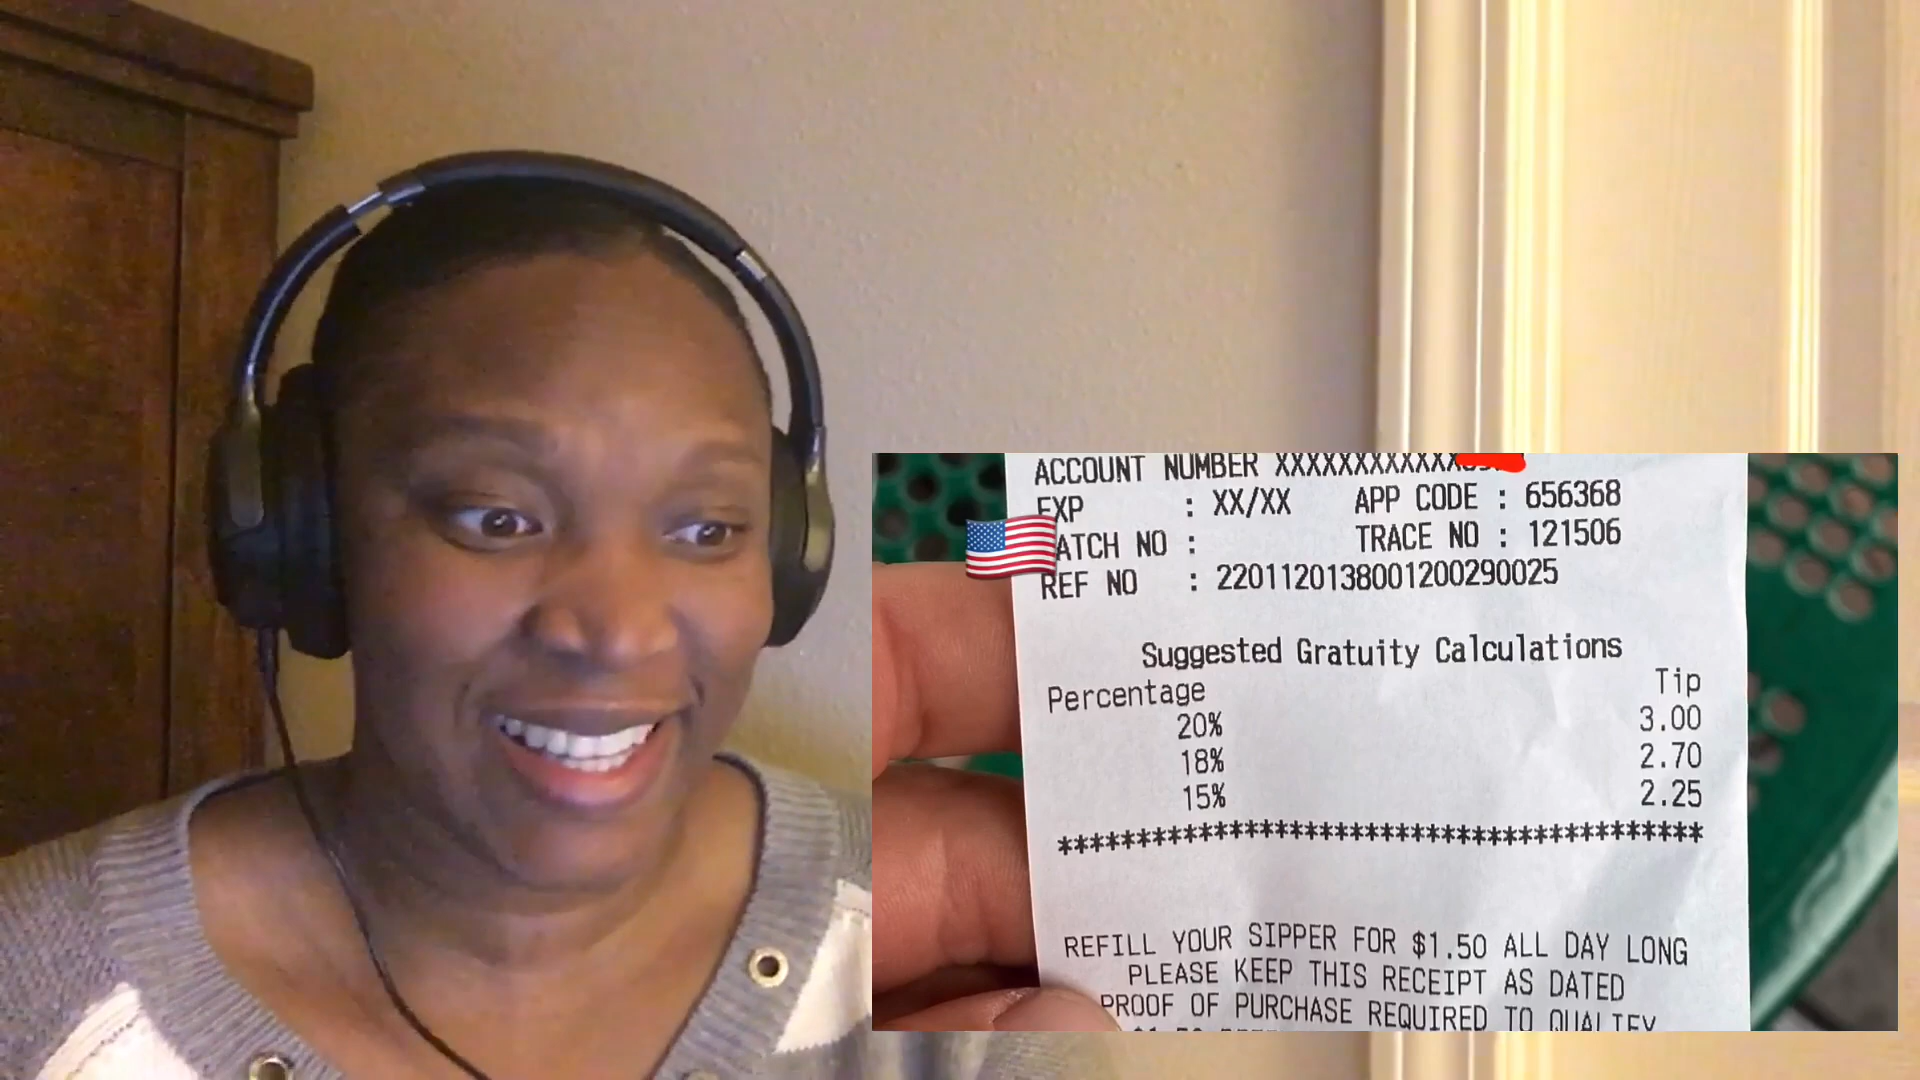 ACCOUNT NUMBER XXXXXXXXXXXX
EXP : XX/XX APP CODE : 656368
ATCH NO : TRACE NO : 121506
REF NO : 220112013800120029025
Suggested Gratuity Calculations
Percentage Tip
20% 3.00
18% 2.70
15% 2.25
*****************************************
REFILL YOUR SIPPER FOR $1.50 ALL DAY LONG
PLEASE KEEP THIS RECEIPT AS DATED
PROOF OF PURCHASE REQUIRED TO QUALIFY